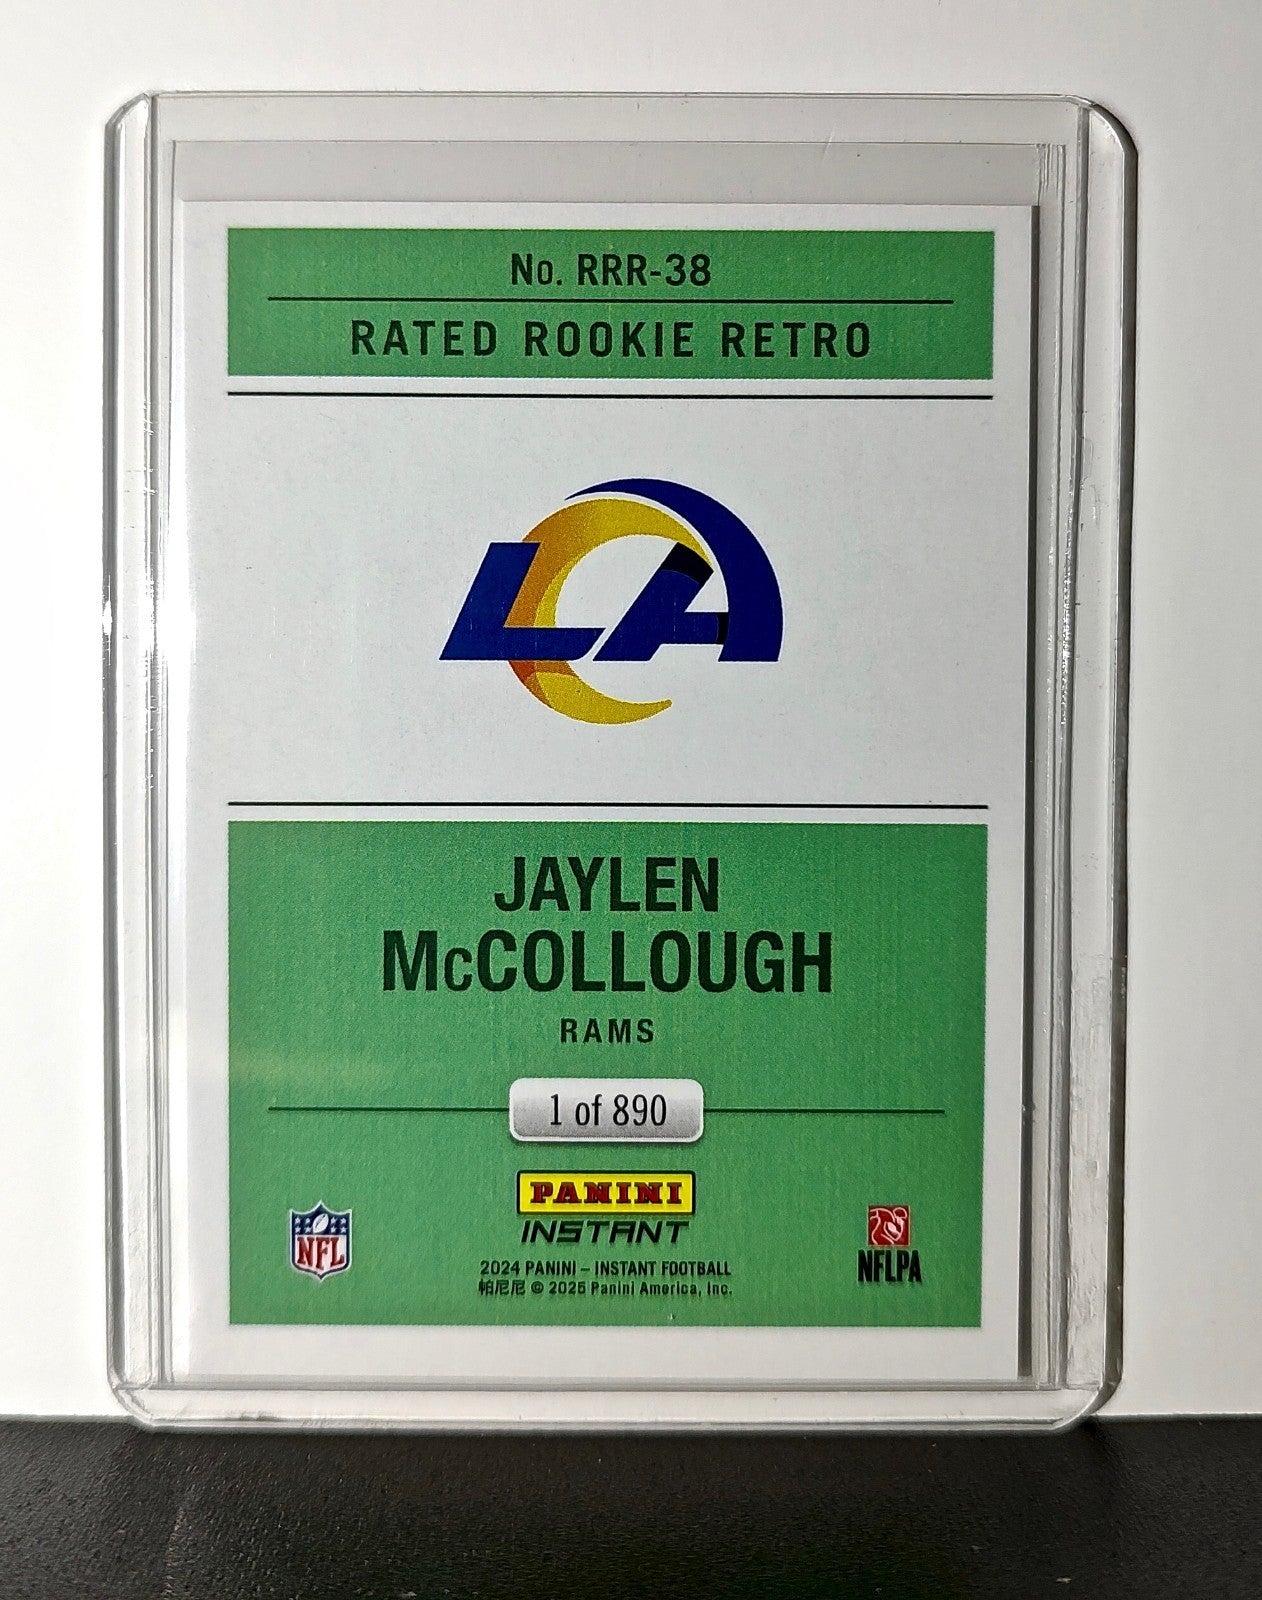 No. RRR-38
RATED ROOKIE RETRO
LA
JAYLEN
McCOLLOUGH
RAMS
1 of 890
PANINI
INSTANT
NFL
NFLPA
2024 PANINI – INSTANT FOOTBALL
帕尼尼 © 2025 Panini America, Inc.